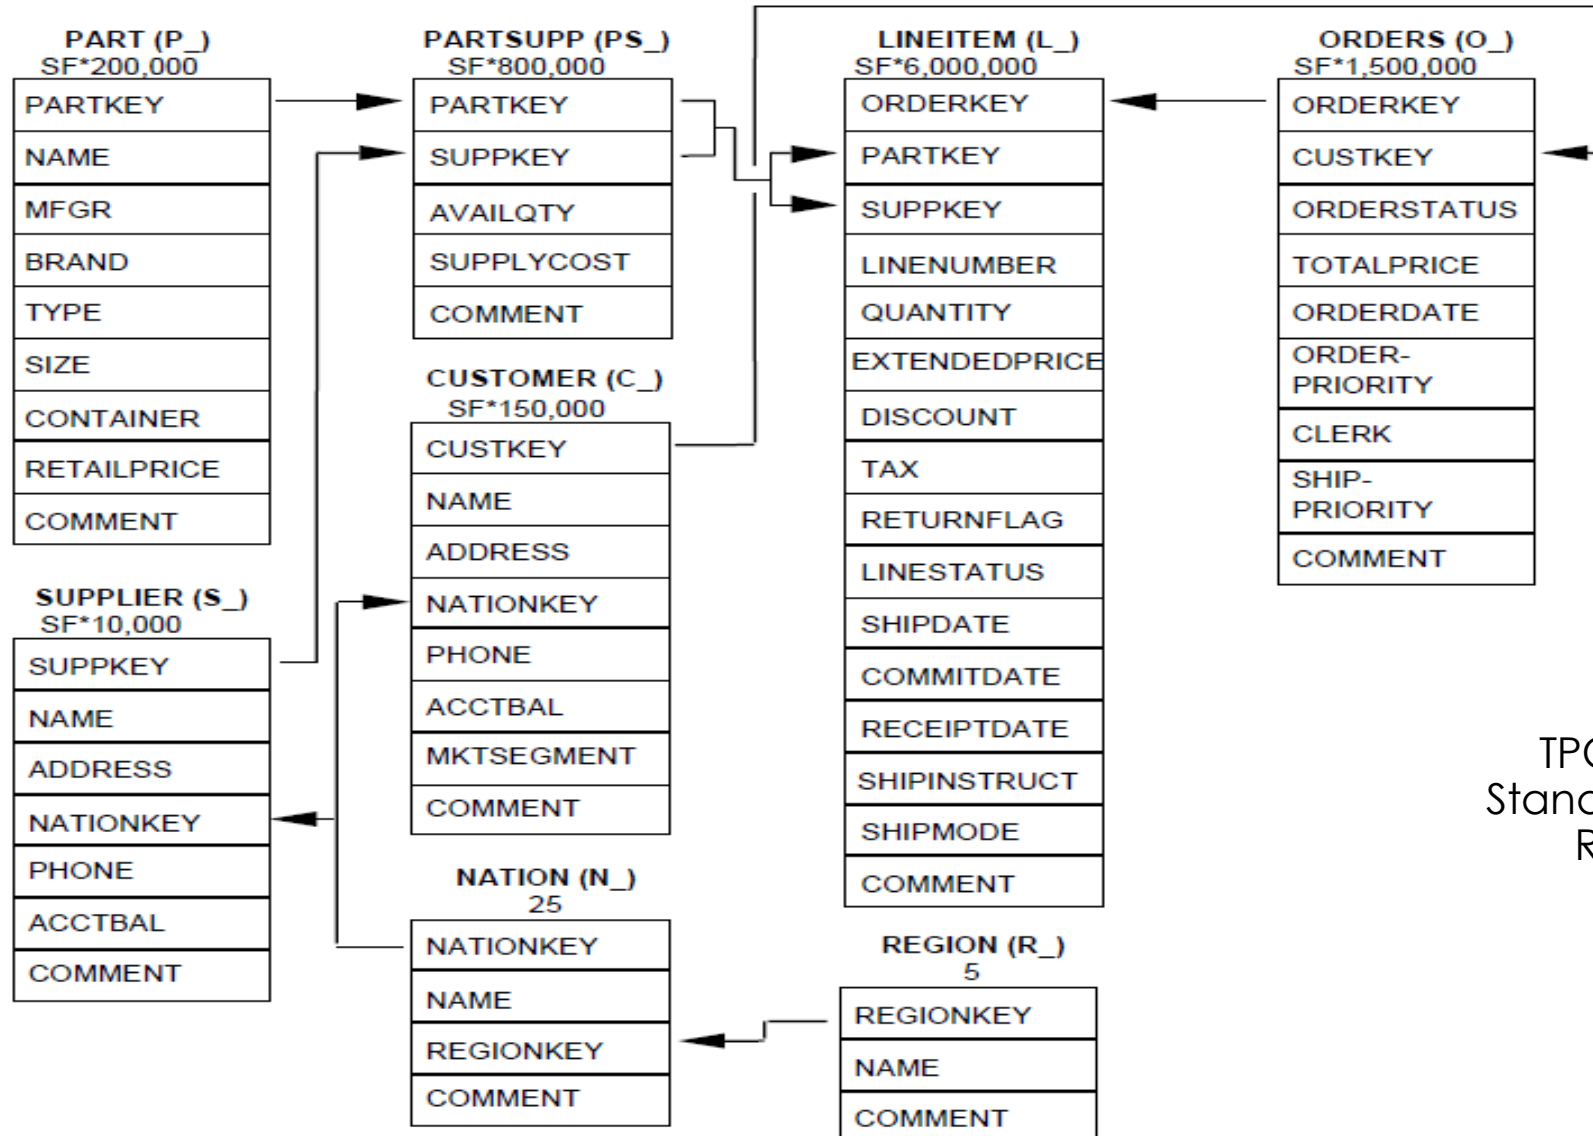 PART (P_)
SF*200,000
PARTKEY
NAME
MFGR
BRAND
TYPE
SIZE
CONTAINER
RETAILPRICE
COMMENT
SUPPLIER (S_)
SF*10,000
SUPPKEY
NAME
ADDRESS
NATIONKEY
PHONE
ACCTBAL
COMMENT
PARTSUPP (PS_)
SF*800,000
PARTKEY
SUPPKEY
AVAILQTY
SUPPLYCOST
COMMENT
CUSTOMER (C_)
SF*150,000
CUSTKEY
NAME
ADDRESS
NATIONKEY
PHONE
ACCTBAL
MKTSEGMENT
COMMENT
NATION (N_)
25
NATIONKEY
NAME
REGIONKEY
COMMENT
LINEITEM (L_)
SF*6,000,000
ORDERKEY
PARTKEY
SUPPKEY
LINENUMBER
QUANTITY
EXTENDEDPRICE
DISCOUNT
TAX
RETURNFLAG
LINESTATUS
SHIPDATE
COMMITDATE
RECEIPTDATE
SHIPINSTRUCT
SHIPMODE
COMMENT
REGION (R_)
5
REGIONKEY
NAME
COMMENT
ORDERS (O_)
SF*1,500,000
ORDERKEY
CUSTKEY
ORDERSTATUS
TOTALPRICE
ORDERDATE
ORDER-
PRIORITY
CLERK
SHIP-
PRIORITY
COMMENT